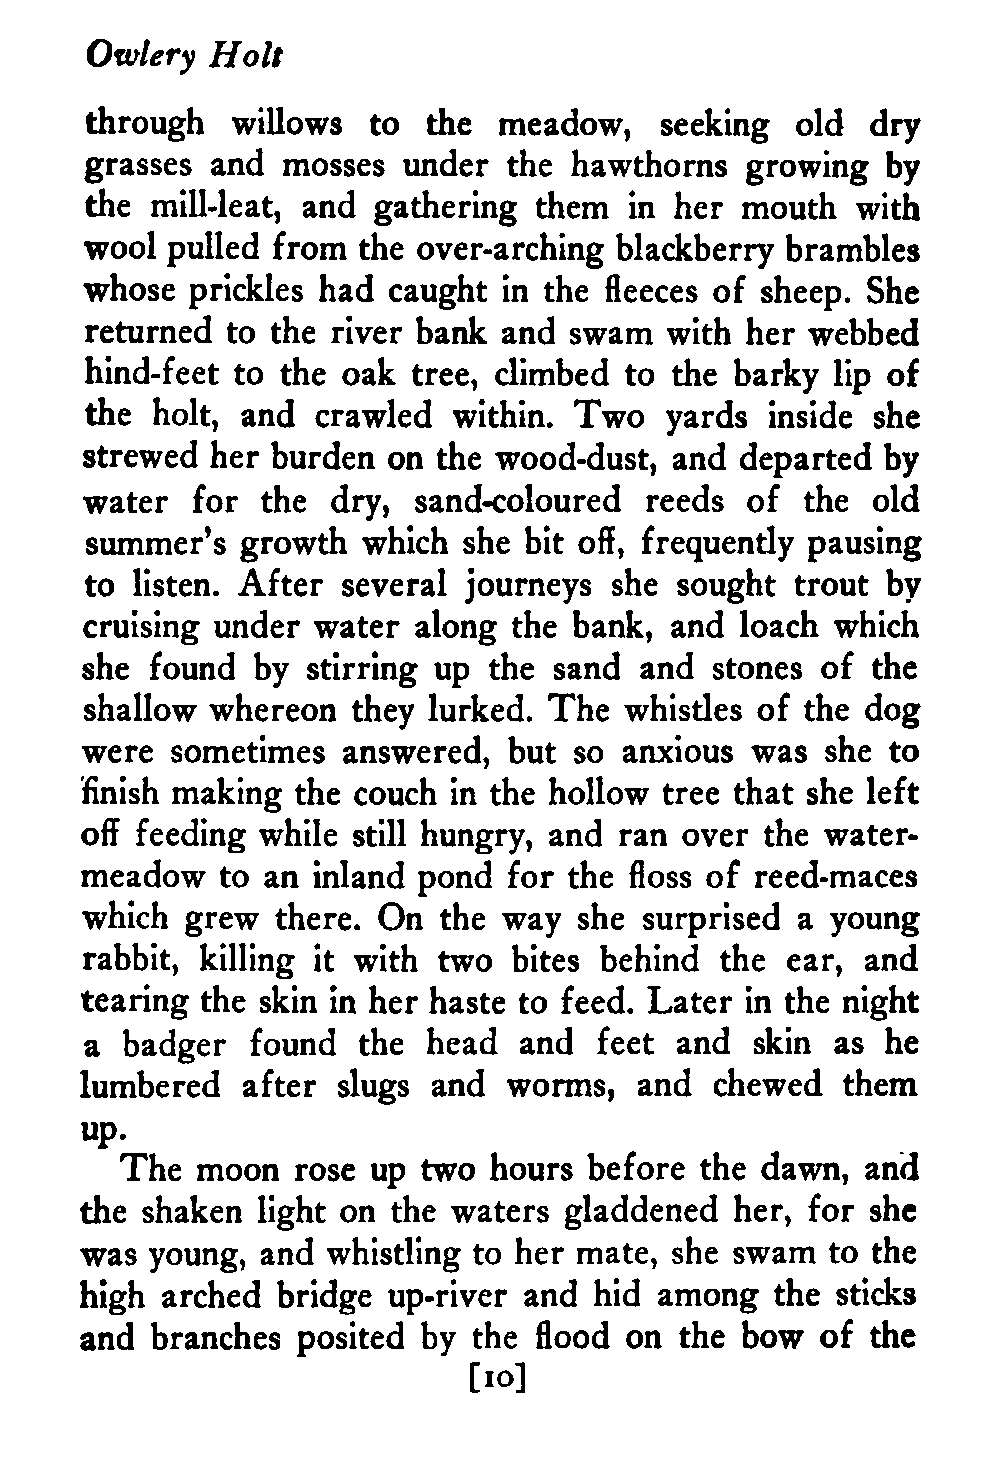 Owlery Holt
through willows to the meadow, seeking old dry
grasses and mosses under the hawthorns growing by
the mill-leat, and gathering them in her mouth with
wool pulled from the over-arching blackberry brambles
whose prickles had caught in the fleeces of sheep. She
returned to the river bank and swam with her webbed
hind-feet to the oak tree, climbed to the barky lip of
the holt, and crawled within. Two yards inside she
strewed her burden on the wood-dust, and departed by
water for the dry, sand-coloured reeds of the old
summer's growth which she bit off, frequently pausing
to listen. After several journeys she sought trout by
cruising under water along the bank, and loach which
she found by stirring up the sand and stones of the
shallow whereon they lurked. The whistles of the dog
were sometimes answered, but so anxious was she to
finish making the couch in the hollow tree that she left
off feeding while still hungry, and ran over the water-
meadow to an inland pond for the floss of reed-maces
which grew there. On the way she surprised a young
rabbit, killing it with two bites behind the ear, and
tearing the skin in her haste to feed. Later in the night
a badger found the head and feet and skin as he
lumbered after slugs and worms, and chewed them
up.
The moon rose up two hours before the dawn, and
the shaken light on the waters gladdened her, for she
was young, and whistling to her mate, she swam to the
high arched bridge up-river and hid among the sticks
and branches posited by the flood on the bow of the
[10]